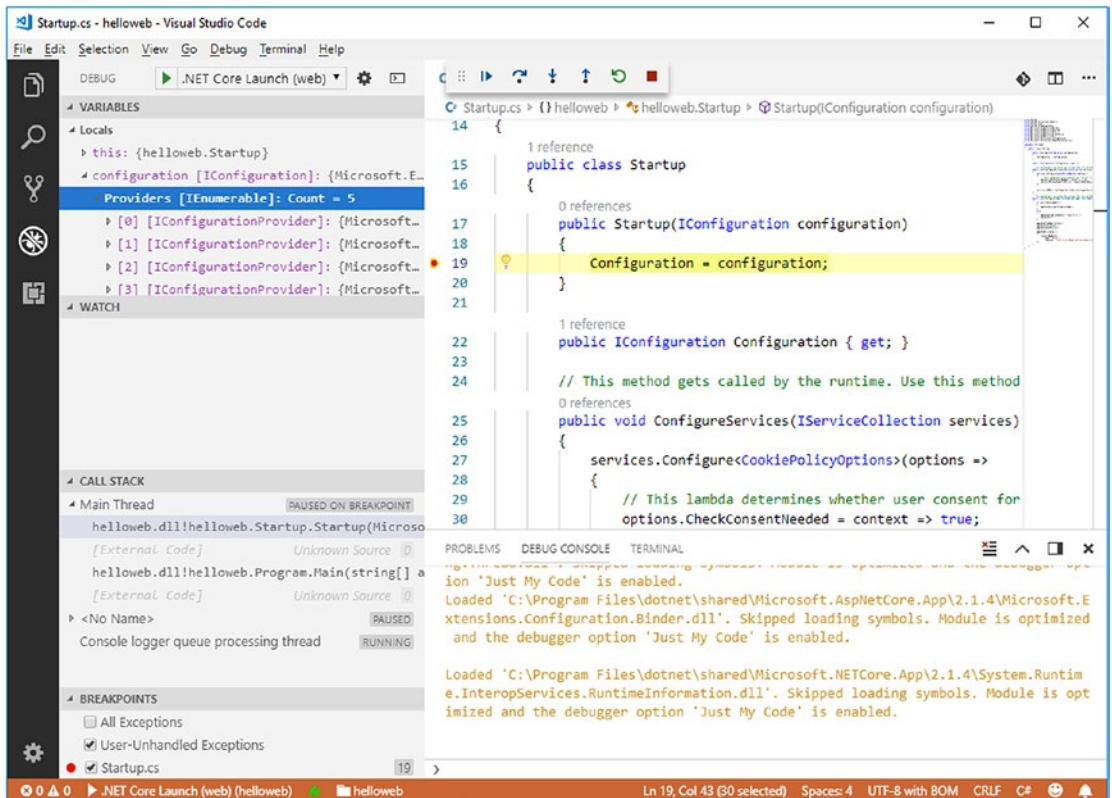 Startup.cs - helloweb - Visual Studio Code
File Edit Selection View Go Debug Terminal Help
DEBUG .NET Core Launch (web)
VARIABLES
Locals
this: {helloweb.Startup}
configuration [IConfiguration]: {Microsoft.E…
Providers [IEnumerable]: Count = 5
[0] [IConfigurationProvider]: {Microsoft…
[1] [IConfigurationProvider]: {Microsoft…
[2] [IConfigurationProvider]: {Microsoft…
[3] [IConfigurationProvider]: {Microsoft…
WATCH
CALL STACK
Main Thread PAUSED ON BREAKPOINT
helloweb.dll!helloweb.Startup.Startup(Microso
[External Code] Unknown Source 0
helloweb.dll!helloweb.Program.Main(string[] a
[External Code] Unknown Source 0
<No Name> PAUSED
Console logger queue processing thread RUNNING
BREAKPOINTS
All Exceptions
User-Unhandled Exceptions
Startup.cs 19
Startup.cs {} helloweb helloweb.Startup Startup(IConfiguration configuration)
14 {
1 reference
15 public class Startup
16 {
0 references
17 public Startup(IConfiguration configuration)
18 {
19 Configuration = configuration;
20 }
21
1 reference
22 public IConfiguration Configuration { get; }
23
24 // This method gets called by the runtime. Use this method
0 references
25 public void ConfigureServices(IServiceCollection services)
26 {
27 services.Configure<CookiePolicyOptions>(options =>
28 {
29 // This lambda determines whether user consent for
30 options.CheckConsentNeeded = context => true;
PROBLEMS DEBUG CONSOLE TERMINAL
ion 'Just My Code' is enabled.
Loaded 'C:\Program Files\dotnet\shared\Microsoft.AspNetCore.App\2.1.4\Microsoft.E
xtensions.Configuration.Binder.dll'. Skipped loading symbols. Module is optimized
and the debugger option 'Just My Code' is enabled.
Loaded 'C:\Program Files\dotnet\shared\Microsoft.NETCore.App\2.1.4\System.Runtim
e.InteropServices.RuntimeInformation.dll'. Skipped loading symbols. Module is opt
imized and the debugger option 'Just My Code' is enabled.
0 0 .NET Core Launch (web) (helloweb) helloweb Ln 19, Col 43 (30 selected) Spaces: 4 UTF-8 with BOM CRLF C#